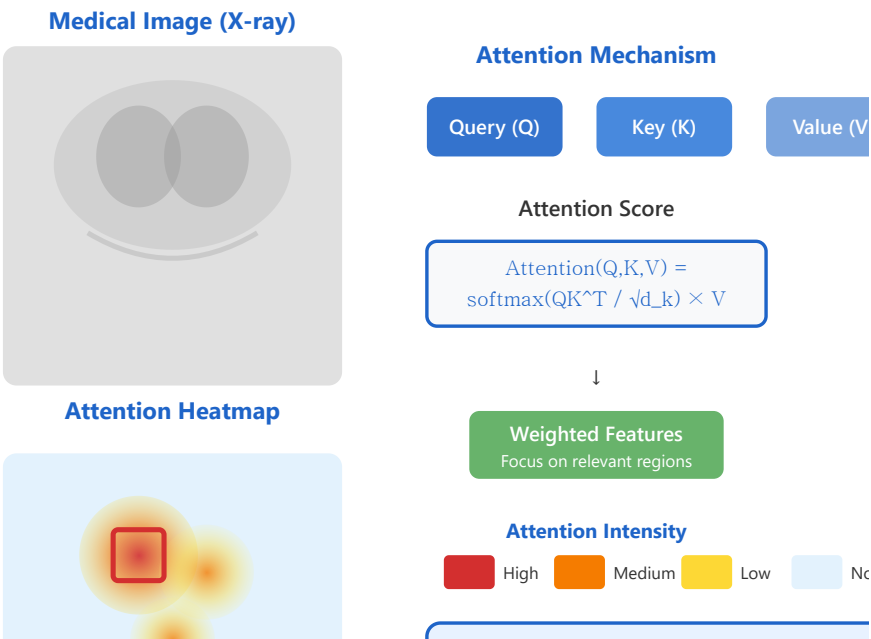 Medical Image (X-ray)
Attention Heatmap
Attention Mechanism
Query (Q)
Key (K)
Value (V
Attention Score
Attention(Q,K,V) =
softmax(QK^T / √d_k) × V
↓
Weighted Features
Focus on relevant regions
Attention Intensity
High
Medium
Low